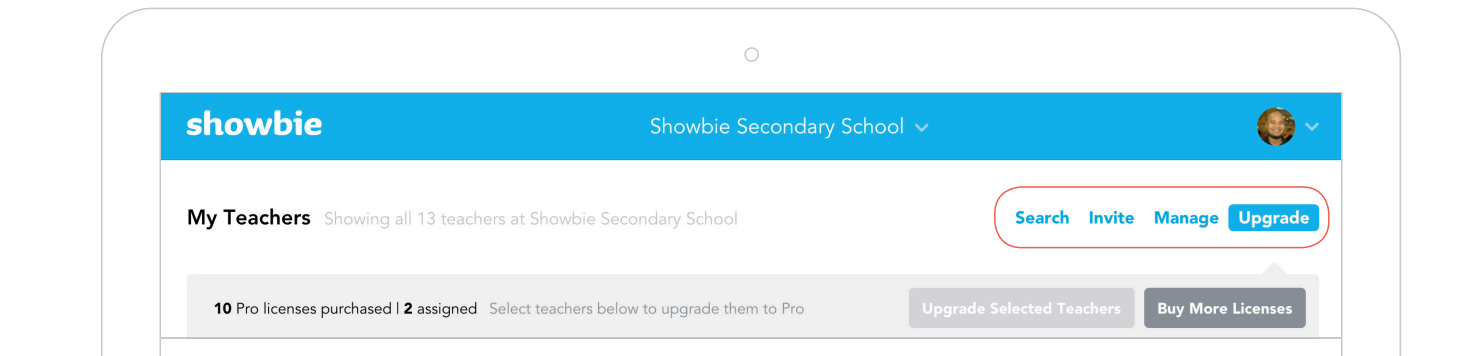 showbie
Showbie Secondary School
My Teachers Showing all 13 teachers at Showbie Secondary School
Search Invite Manage Upgrade
10 Pro licenses purchased | 2 assigned Select teachers below to upgrade them to Pro
Upgrade Selected Teachers Buy More Licenses